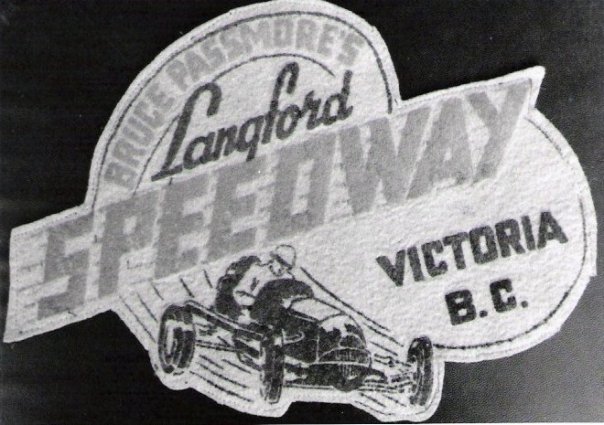 BRUCE PASSMORE'S
Langford
SPEEDWAY
VICTORIA
B.C.